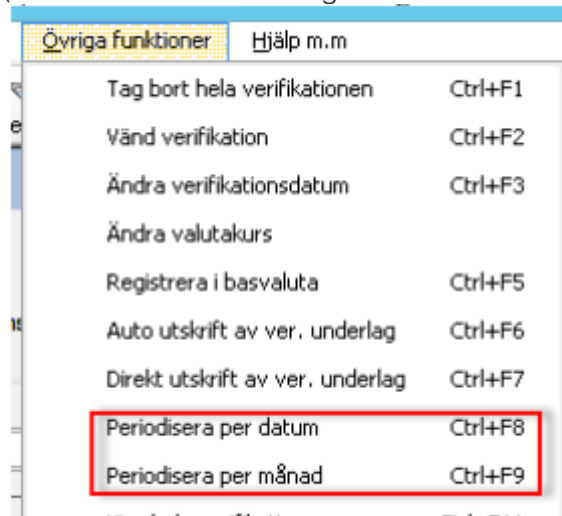 Övriga funktioner Hjälp m.m
Tag bort hela verifikationen Ctrl+F1
Vänd verifikation Ctrl+F2
Ändra verifikationsdatum Ctrl+F3
Ändra valutakurs
Registrera i basvaluta Ctrl+F5
Auto utskrift av ver. underlag Ctrl+F6
Direkt utskrift av ver. underlag Ctrl+F7
Periodisera per datum Ctrl+F8
Periodisera per månad Ctrl+F9